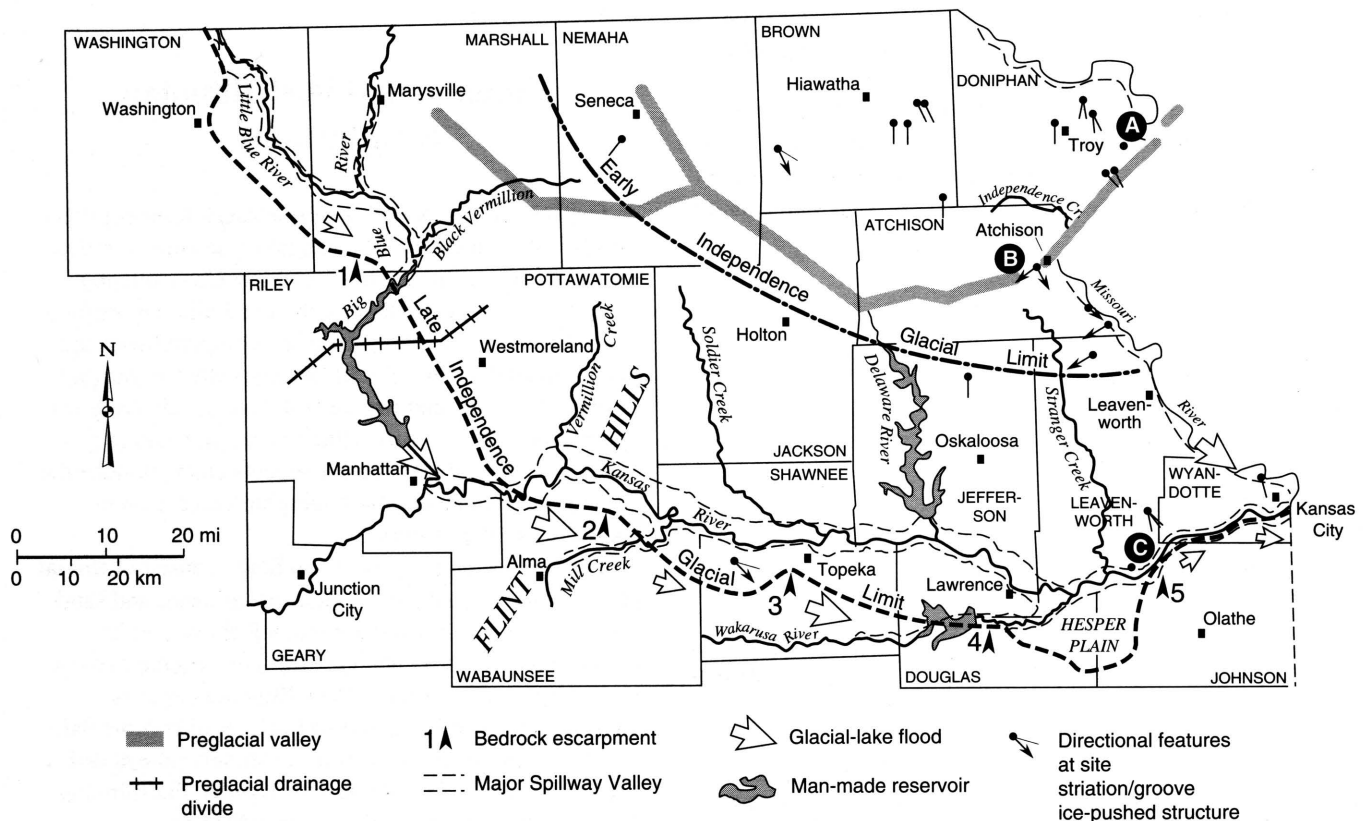 WASHINGTON
MARSHALL
NEMAHA
BROWN
DONIPHAN
Washington
Little Blue River
River
Marysville
Seneca
Hiawatha
Troy
A
Early
Independence Cr.
ATCHISON
Atchison
B
Black Vermillion
Blue
1
RILEY
Big
POTTAWATOMIE
Late
Independence
Independence
Glacial
Limit
Missouri
River
N
Westmoreland
Vermillion Creek
Soldier Creek
Holton
Delaware River
Stranger Creek
Leaven-
worth
FLINT HILLS
JACKSON
SHAWNEE
Oskaloosa
JEFFER-
SON
Manhattan
Kansas
River
LEAVEN-
WORTH
WYAN-
DOTTE
Kansas
City
0 10 20 mi
0 10 20 km
2
Alma
Mill Creek
Junction
City
Glacial
Limit
3
Topeka
Lawrence
C
5
Wakarusa River
4
HESPER
PLAIN
Olathe
GEARY
WABAUNSEE
DOUGLAS
JOHNSON
Preglacial valley
1 Bedrock escarpment
Glacial-lake flood
Directional features
at site
striation/groove
ice-pushed structure
Preglacial drainage
divide
Major Spillway Valley
Man-made reservoir